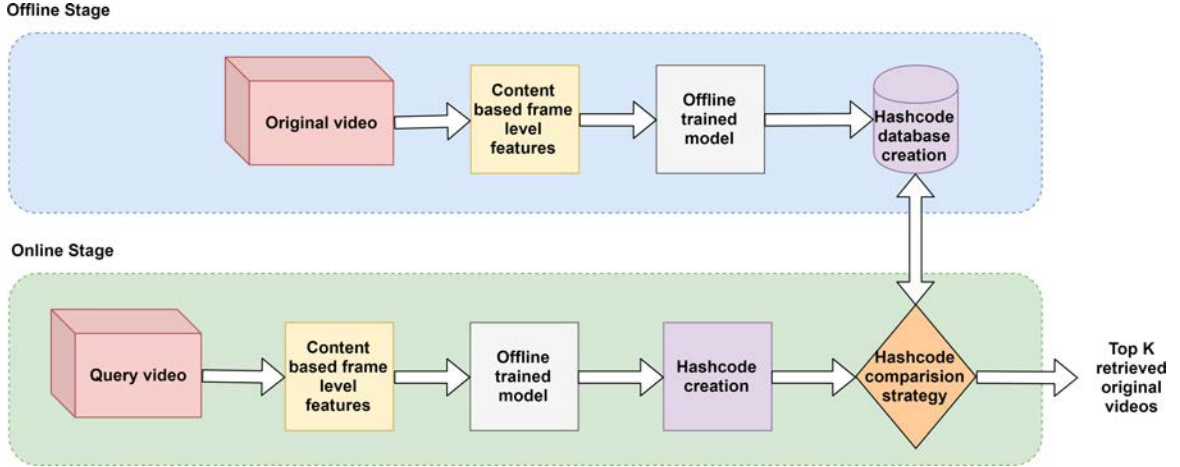 Offline Stage
Original video
Content
based frame
level
features
Offline
trained
model
Hashcode
database
creation
Online Stage
Query video
Content
based frame
level
features
Offline
trained
model
Hashcode
creation
Hashcode
comparision
strategy
Top K
retrieved
original
videos